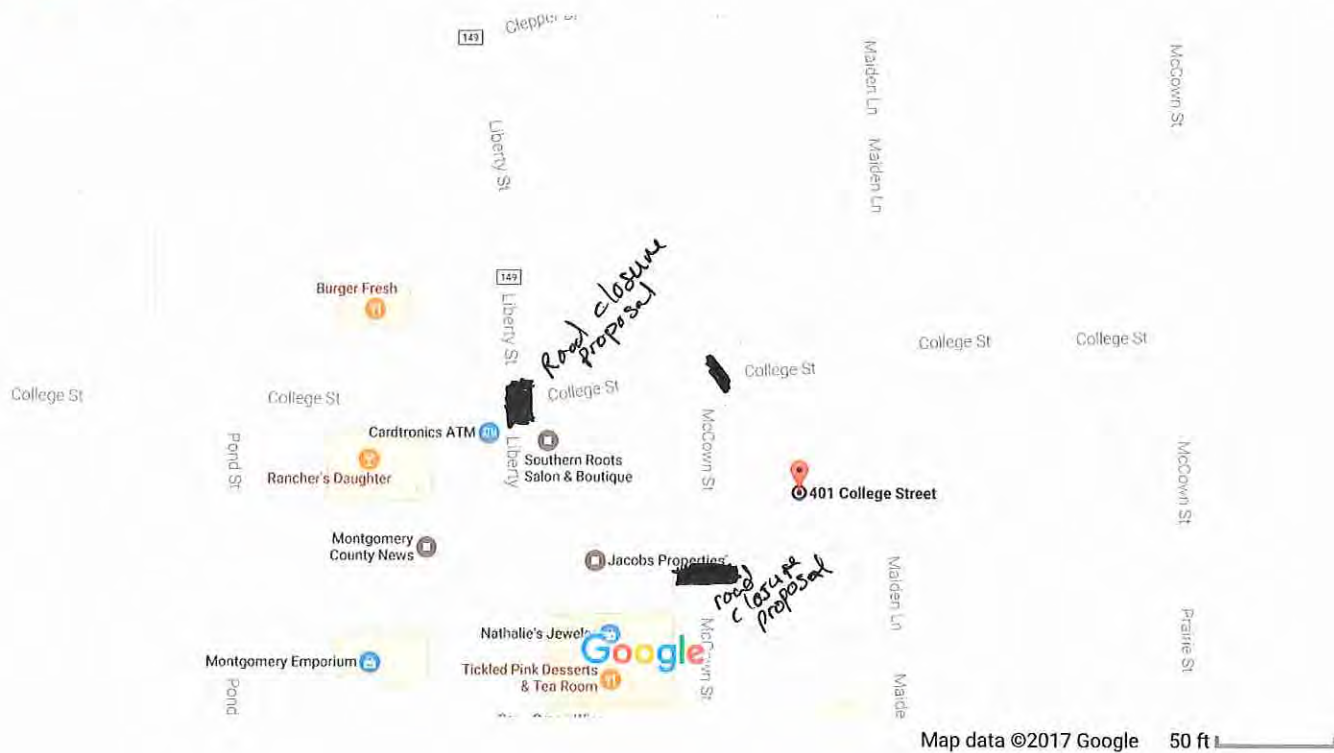 Clepper
149
Maiden Ln
McCown St
Liberty St
Maiden Ln
149
Burger Fresh
Liberty St
Road closure
proposal
College St
College St
College St
College St
College St
College St
Cardtronics ATM
ATM
Liberty
McCown St
Southern Roots
Salon & Boutique
Pond St
Rancher's Daughter
401 College Street
McCown St
Montgomery
County News
Jacobs Properties
road
closure
proposal
Maiden Ln
Nathalie's Jewel
Google
McCown St
Prairie St
Montgomery Emporium
Tickled Pink Desserts
& Tea Room
Pond
Maide
Map data ©2017 Google
50 ft